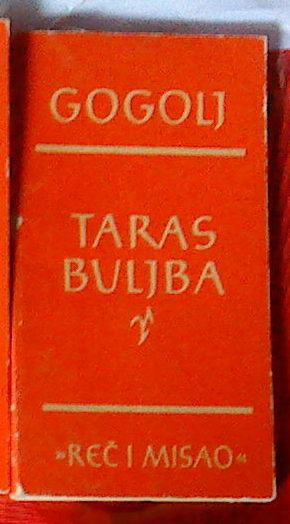 GOGOLJ
TARAS
BULJBA
»REČ I MISAO«